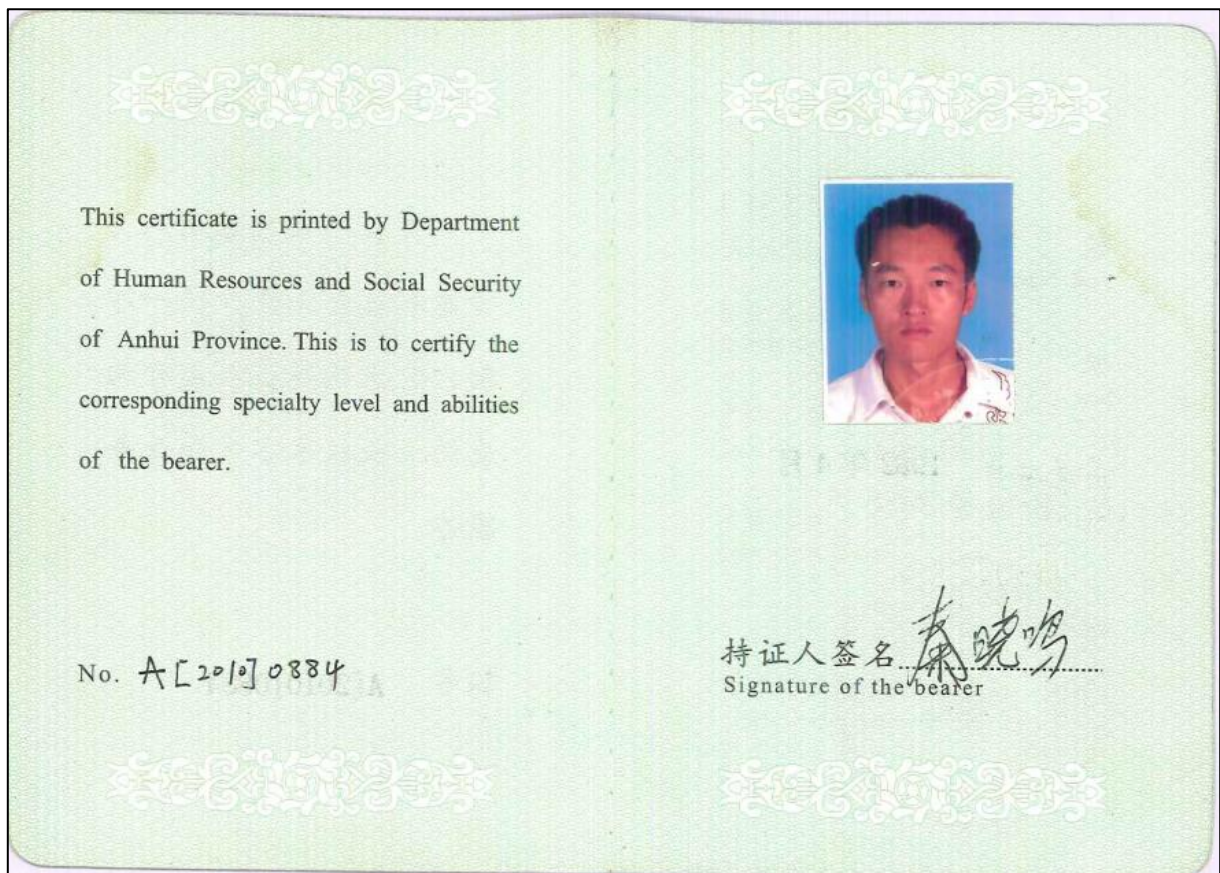 This certificate is printed by Department
of Human Resources and Social Security
of Anhui Province. This is to certify the
corresponding specialty level and abilities
of the bearer.
No. A [2010] 0884
持证人签名 秦晓鸣
Signature of the bearer